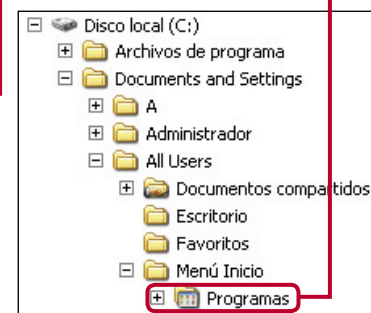 Disco local (C:)
Archivos de programa
Documents and Settings
A
Administrador
All Users
Documentos compartidos
Escritorio
Favoritos
Menú Inicio
Programas